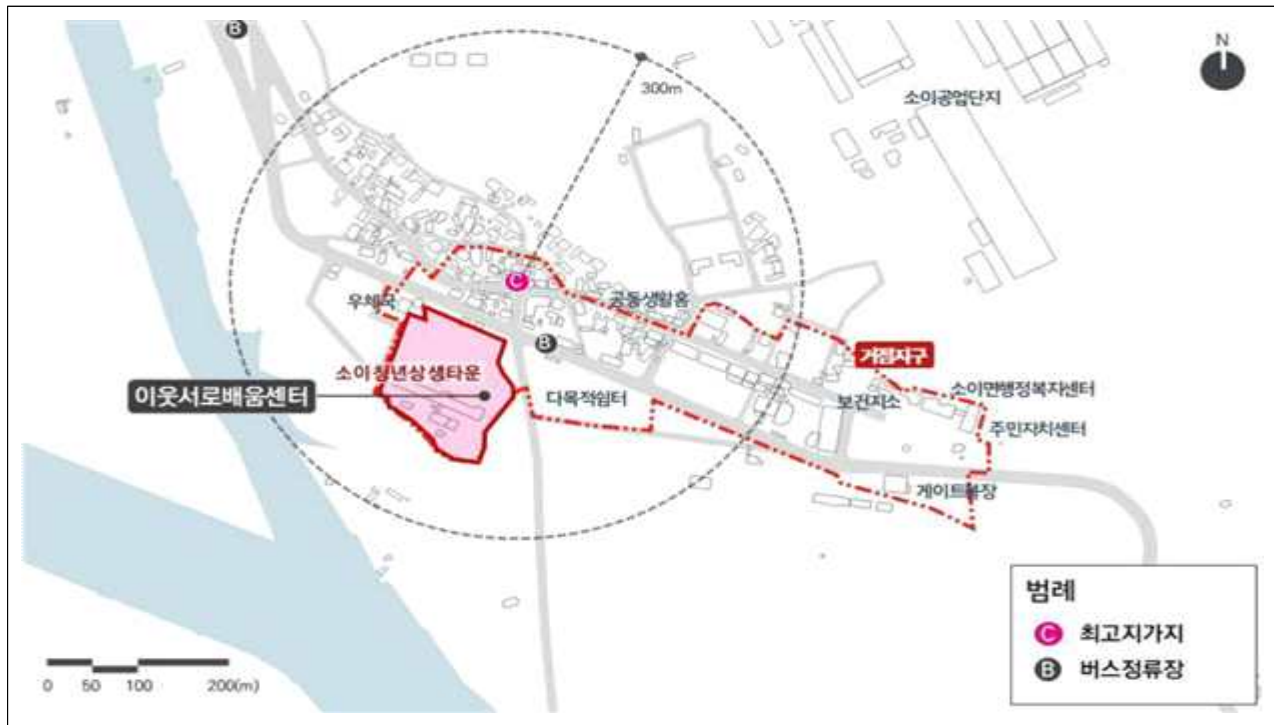 B
N
300m
소이공업단지
C
우체국
공동생활홈
B
거점지구
소이청년상생타운
이웃서로배움센터
다목적쉼터
보건지소
소이면행정복지센터
주민자치센터
게이트볼장
범례
C 최고지가지
B 버스정류장
0 50 100 200(m)